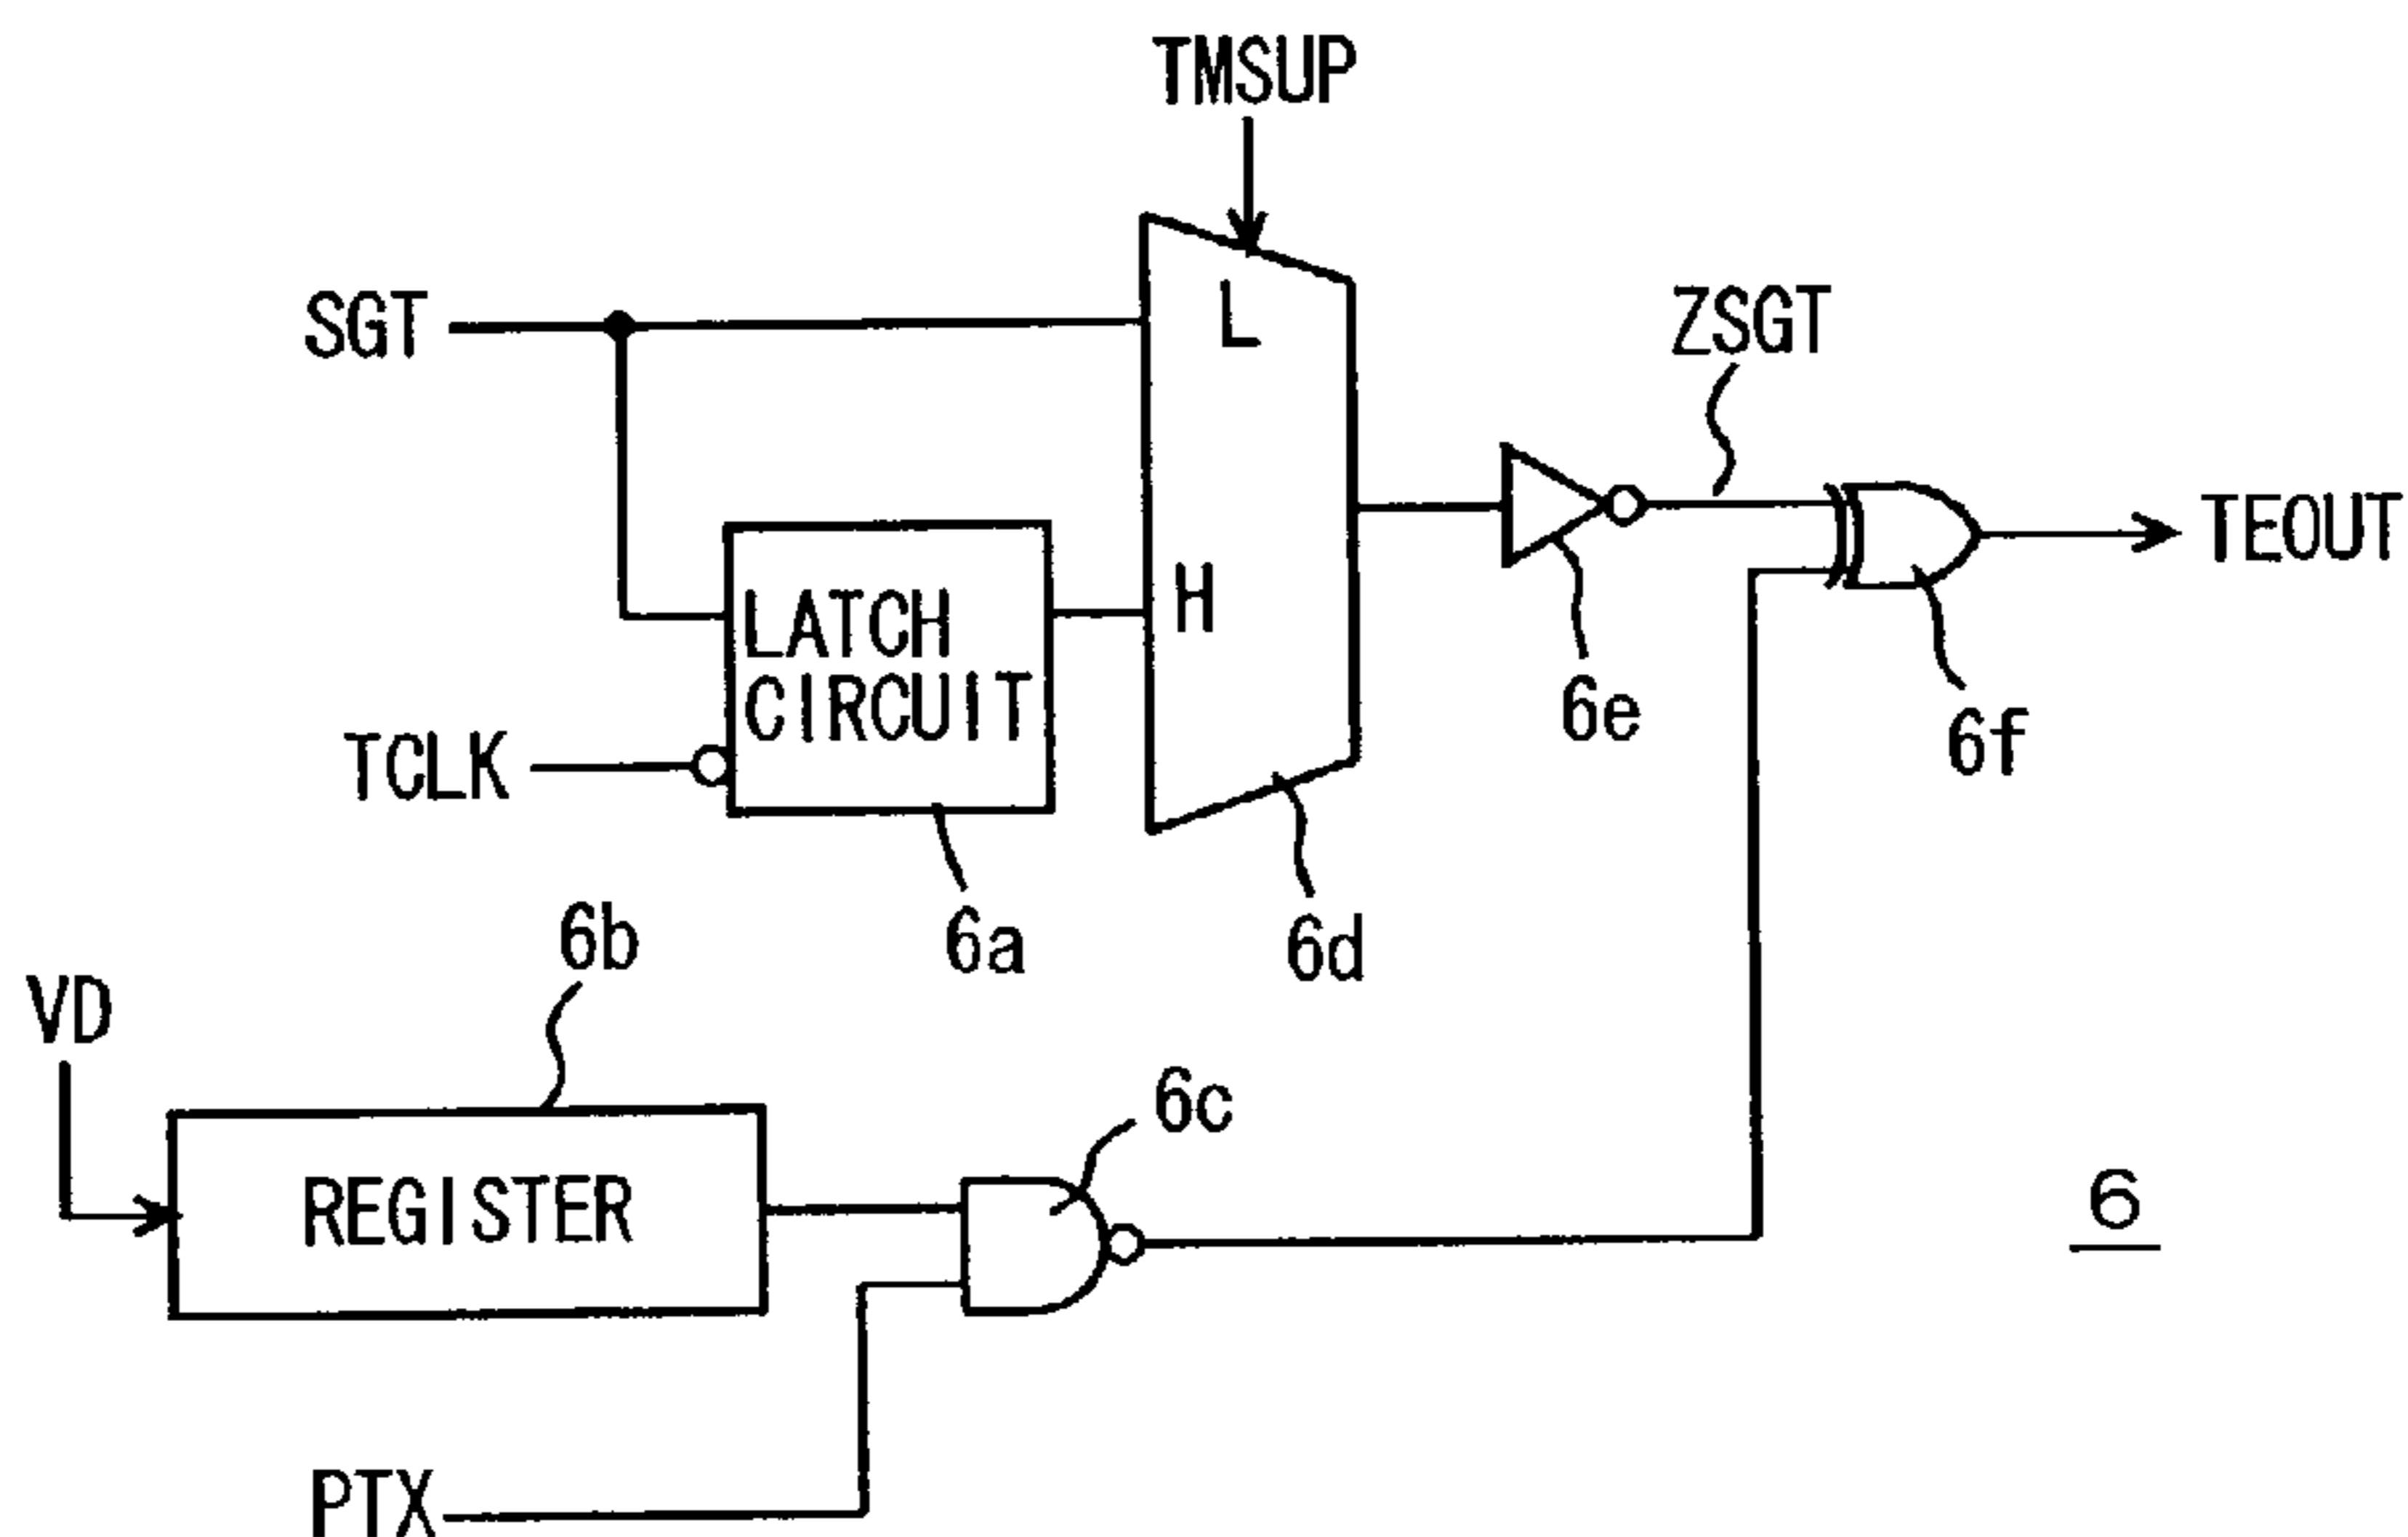 TMSUP
SGT
L
ZSGT
TEOUT
H
LATCH
CIRCUIT
TCLK
6e
6f
6b
6a
6d
VD
6c
REGISTER
6
PTX